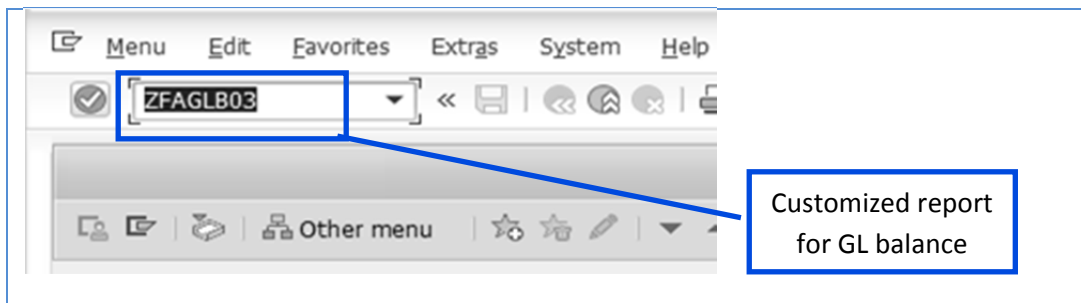 Menu Edit Favorites Extras System Help
ZFAGLB03
Other menu
Customized report
for GL balance